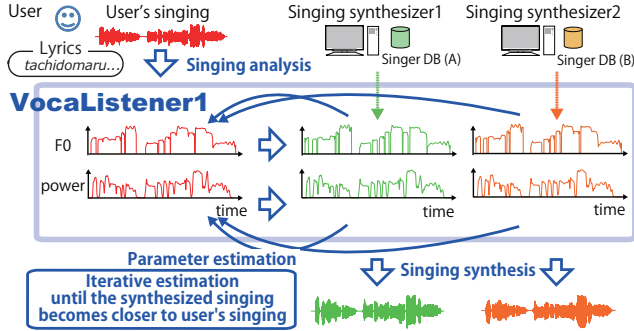 User
User's singing
Singing synthesizer1
Singing synthesizer2
Lyrics
tachidomaru...
Singing analysis
Singer DB (A)
Singer DB (B)
VocaListener1
F0
power
time
time
time
Parameter estimation
Iterative estimation
until the synthesized singing
becomes closer to user's singing
Singing synthesis